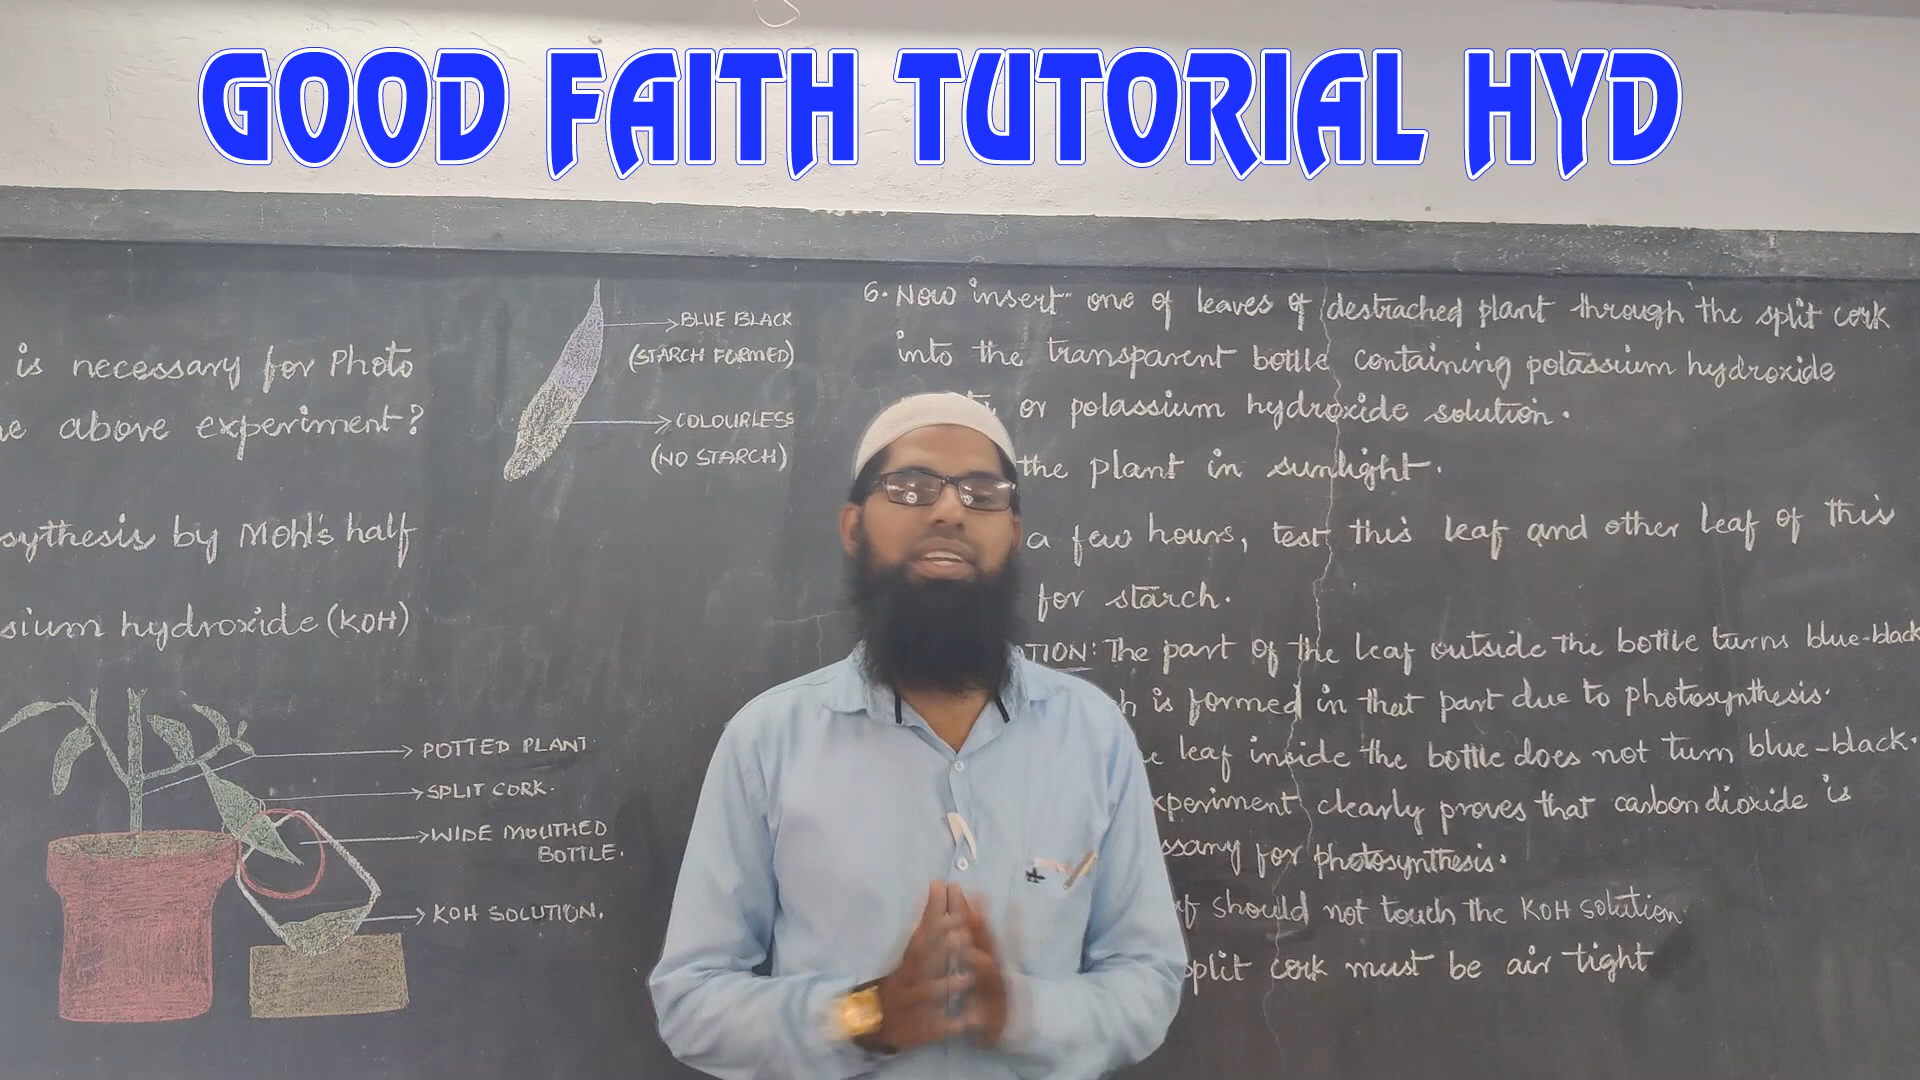 GOOD FAITH TUTORIAL HYD
is necessary for Photo
above experiment?
sythesis by Mohl's half
sium hydroxide (KOH)
BLUE BLACK
(STARCH FORMED)
COLOURLESS
(NO STARCH)
POTTED PLANT.
SPLIT CORK.
WIDE MOUTHED
BOTTLE.
KOH SOLUTION.
6. Now insert one of leaves of destrached plant through the split cork
into the transparent bottle containing potassium hydroxide
or potassium hydroxide solution.
the plant in sunlight.
a few hours, test this leaf and other leaf of this
for starch.
TION: The part of the leaf outside the bottle turns blue-black
h is formed in that part due to photosynthesis.
leaf inside the bottle does not turn blue-black.
xperiment clearly proves that carbon dioxide is
ssary for photosynthesis.
should not touch the KOH solution
split cork must be air tight